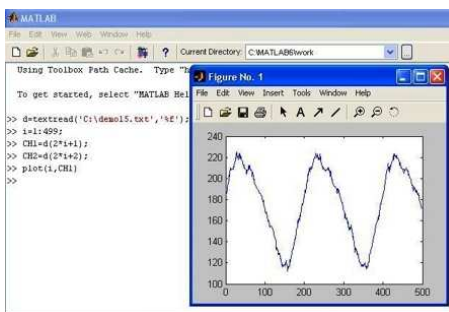 MATLAB
File Edit View Web Window Help
? Current Directory: C:\MATLAB6\work
Using Toolbox Path Cache. Type "h
To get started, select "MATLAB Hel
>> d=textread('C:\demo15.txt','%f');
>> i=1:499;
>> CH1=d(2*i+1);
>> CH2=d(2*i+2);
>> plot(i,CH1)
>>
Figure No. 1
File Edit View Insert Tools Window Help
A
240
220
200
180
160
140
120
100
0 100 200 300 400 500